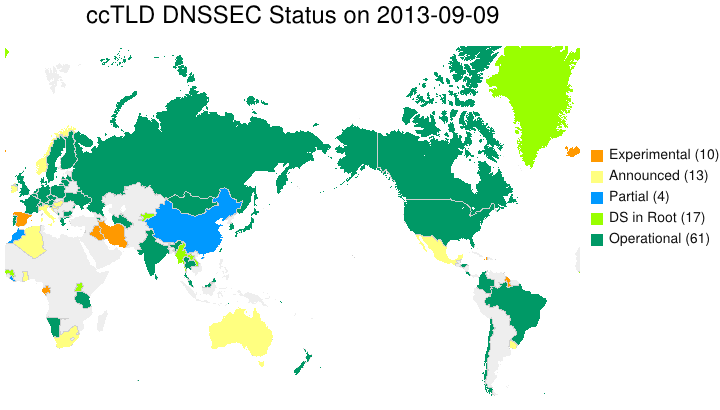 ccTLD DNSSEC Status on 2013-09-09
Experimental (10)
Announced (13)
Partial (4)
DS in Root (17)
Operational (61)